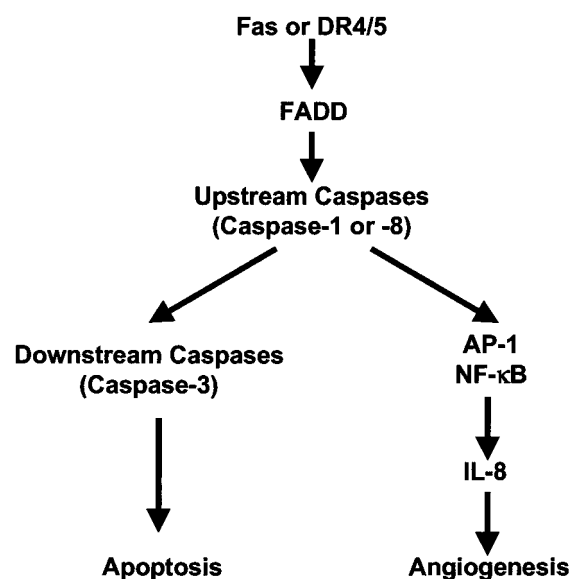 Fas or DR4/5
FADD
Upstream Caspases
(Caspase-1 or -8)
Downstream Caspases
(Caspase-3)
AP-1
NF-κB
IL-8
Apoptosis
Angiogenesis